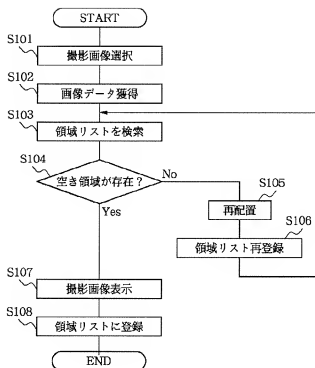 START
S101
撮影画像選択
S102
画像データ獲得
S103
領域リストを検索
S104
空き領域が存在？
No
Yes
S105
再配置
S106
領域リスト再登録
S107
撮影画像表示
S108
領域リストに登録
END